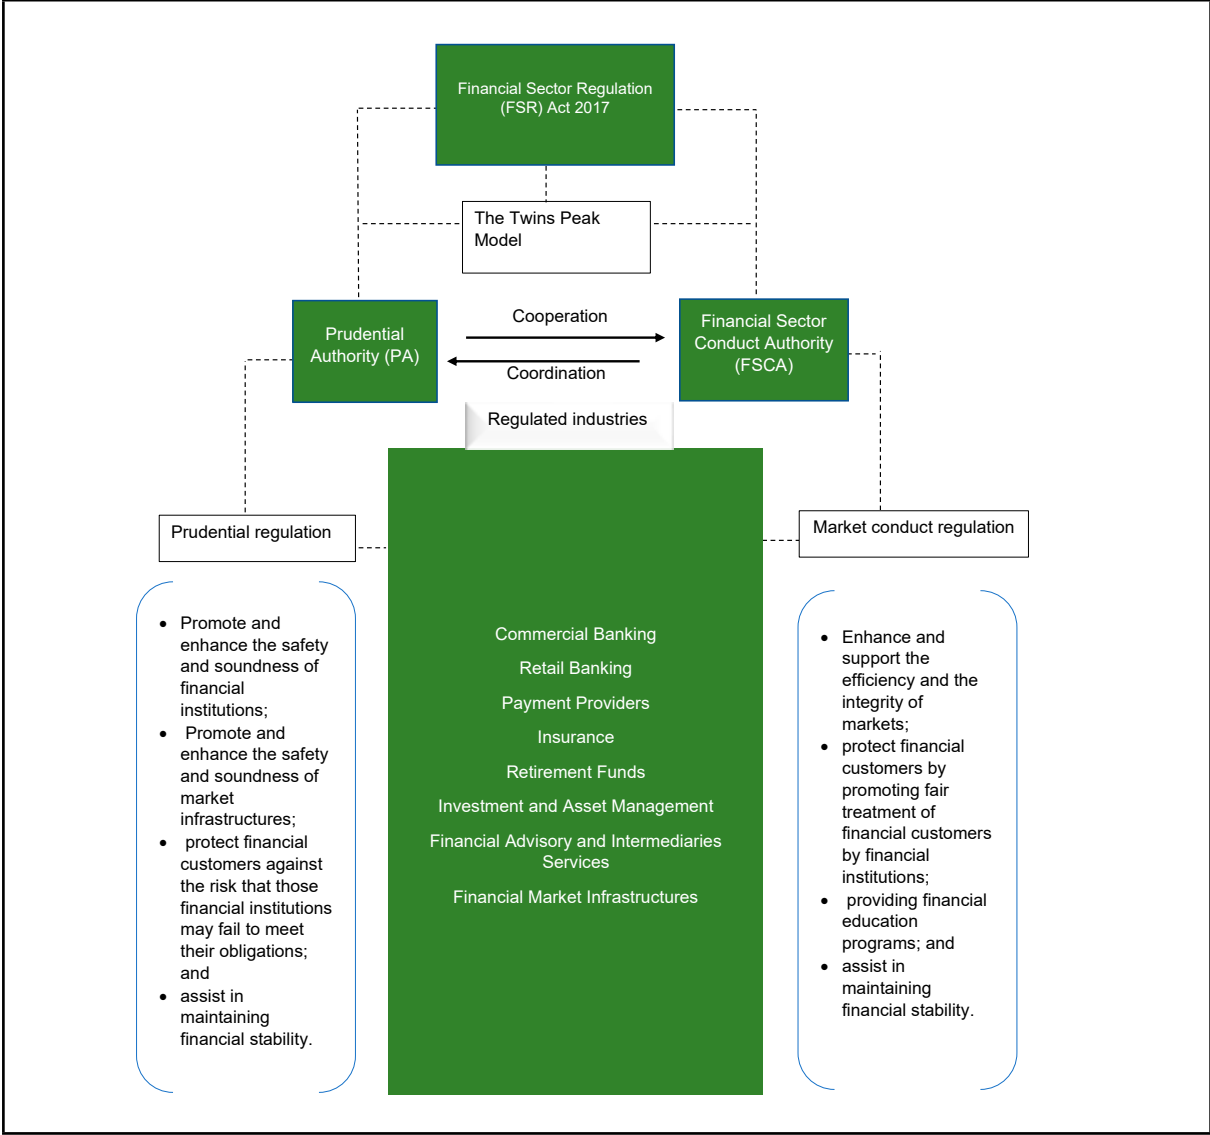 Financial Sector Regulation
(FSR) Act 2017
The Twins Peak
Model
Prudential
Authority (PA)
Cooperation
Coordination
Financial Sector
Conduct Authority
(FSCA)
Regulated industries
Prudential regulation
Market conduct regulation
• Promote and
enhance the safety
and soundness of
financial
institutions;
• Promote and
enhance the safety
and soundness of
market
infrastructures;
• protect financial
customers against
the risk that those
financial institutions
may fail to meet
their obligations;
and
• assist in
maintaining
financial stability.
Commercial Banking
Retail Banking
Payment Providers
Insurance
Retirement Funds
Investment and Asset Management
Financial Advisory and Intermediaries
Services
Financial Market Infrastructures
• Enhance and
support the
efficiency and the
integrity of
markets;
• protect financial
customers by
promoting fair
treatment of
financial customers
by financial
institutions;
• providing financial
education
programs; and
• assist in
maintaining
financial stability.